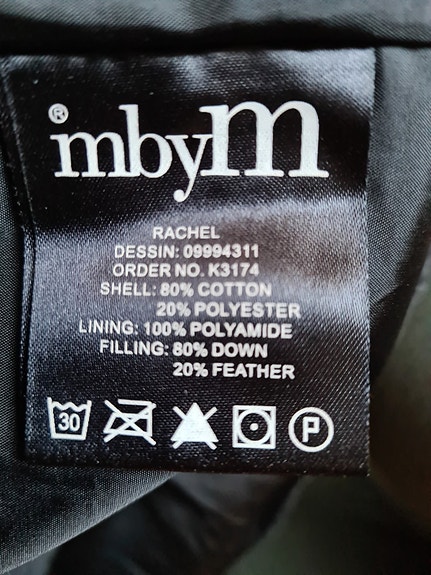 ®
mbyM
RACHEL
DESSIN: 09994311
ORDER NO. K3174
SHELL: 80% COTTON
20% POLYESTER
LINING: 100% POLYAMIDE
FILLING: 80% DOWN
20% FEATHER
30 P